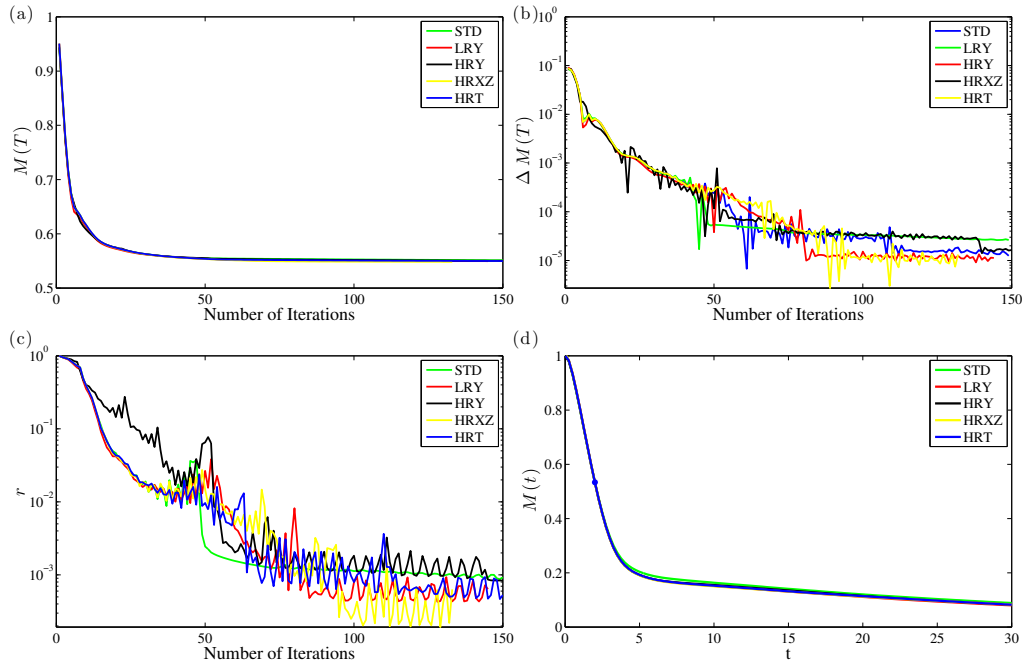 (a)
1
0.9
0.8
0.7
0.6
0.5
M(T)
0 50 100 150
Number of Iterations
STD
LRY
HRY
HRXZ
HRT
(b)
10^0
10^-1
10^-2
10^-3
10^-4
10^-5
Δ M(T)
0 50 100 150
Number of Iterations
STD
LRY
HRY
HRXZ
HRT
(c)
10^0
10^-1
10^-2
10^-3
r
0 50 100 150
Number of Iterations
STD
LRY
HRY
HRXZ
HRT
(d)
1
0.8
0.6
0.4
0.2
0
M(t)
0 5 10 15 20 25 30
t
STD
LRY
HRY
HRXZ
HRT